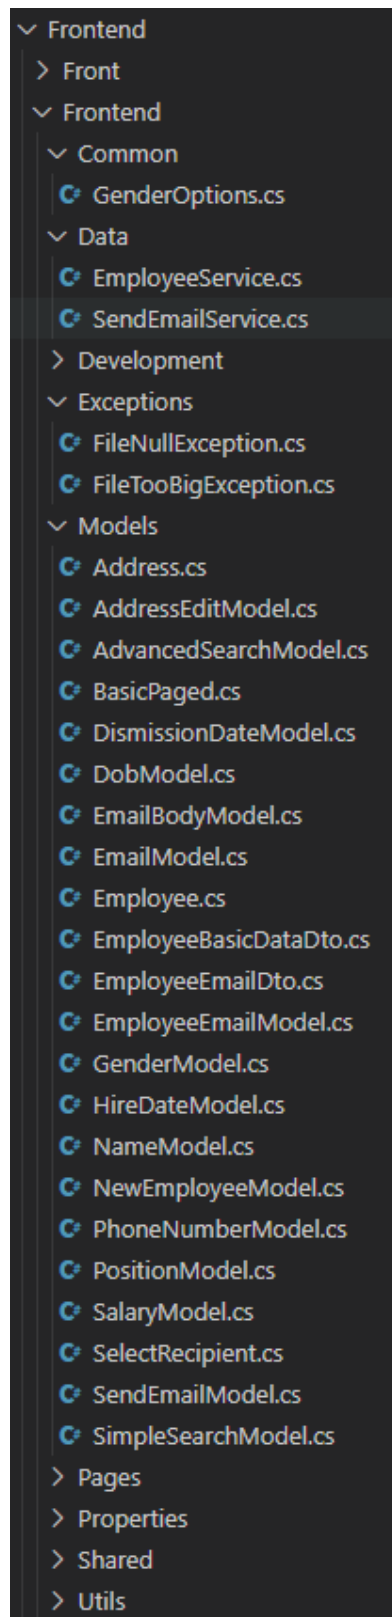 Frontend
Front
Frontend
Common
GenderOptions.cs
Data
EmployeeService.cs
SendEmailService.cs
Development
Exceptions
FileNullException.cs
FileTooBigException.cs
Models
Address.cs
AddressEditModel.cs
AdvancedSearchModel.cs
BasicPaged.cs
DismissionDateModel.cs
DobModel.cs
EmailBodyModel.cs
EmailModel.cs
Employee.cs
EmployeeBasicDataDto.cs
EmployeeEmailDto.cs
EmployeeEmailModel.cs
GenderModel.cs
HireDateModel.cs
NameModel.cs
NewEmployeeModel.cs
PhoneNumberModel.cs
PositionModel.cs
SalaryModel.cs
SelectRecipient.cs
SendEmailModel.cs
SimpleSearchModel.cs
Pages
Properties
Shared
Utils